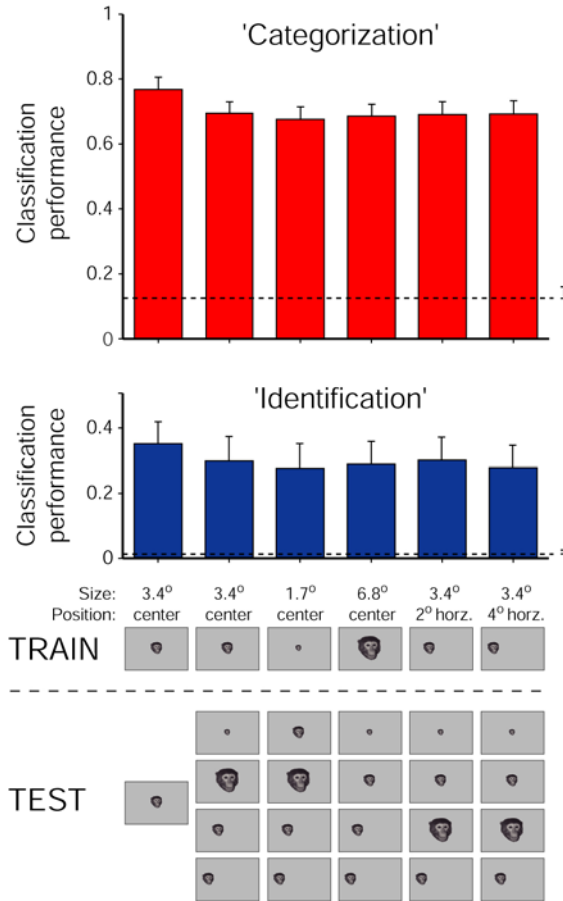 'Categorization'
Classification
performance
1
0.8
0.6
0.4
0.2
0
'Identification'
Classification
performance
0.4
0.2
0
Size: 3.4° 3.4° 1.7° 6.8° 3.4° 3.4°
Position: center center center center 2° horz. 4° horz.
TRAIN
TEST